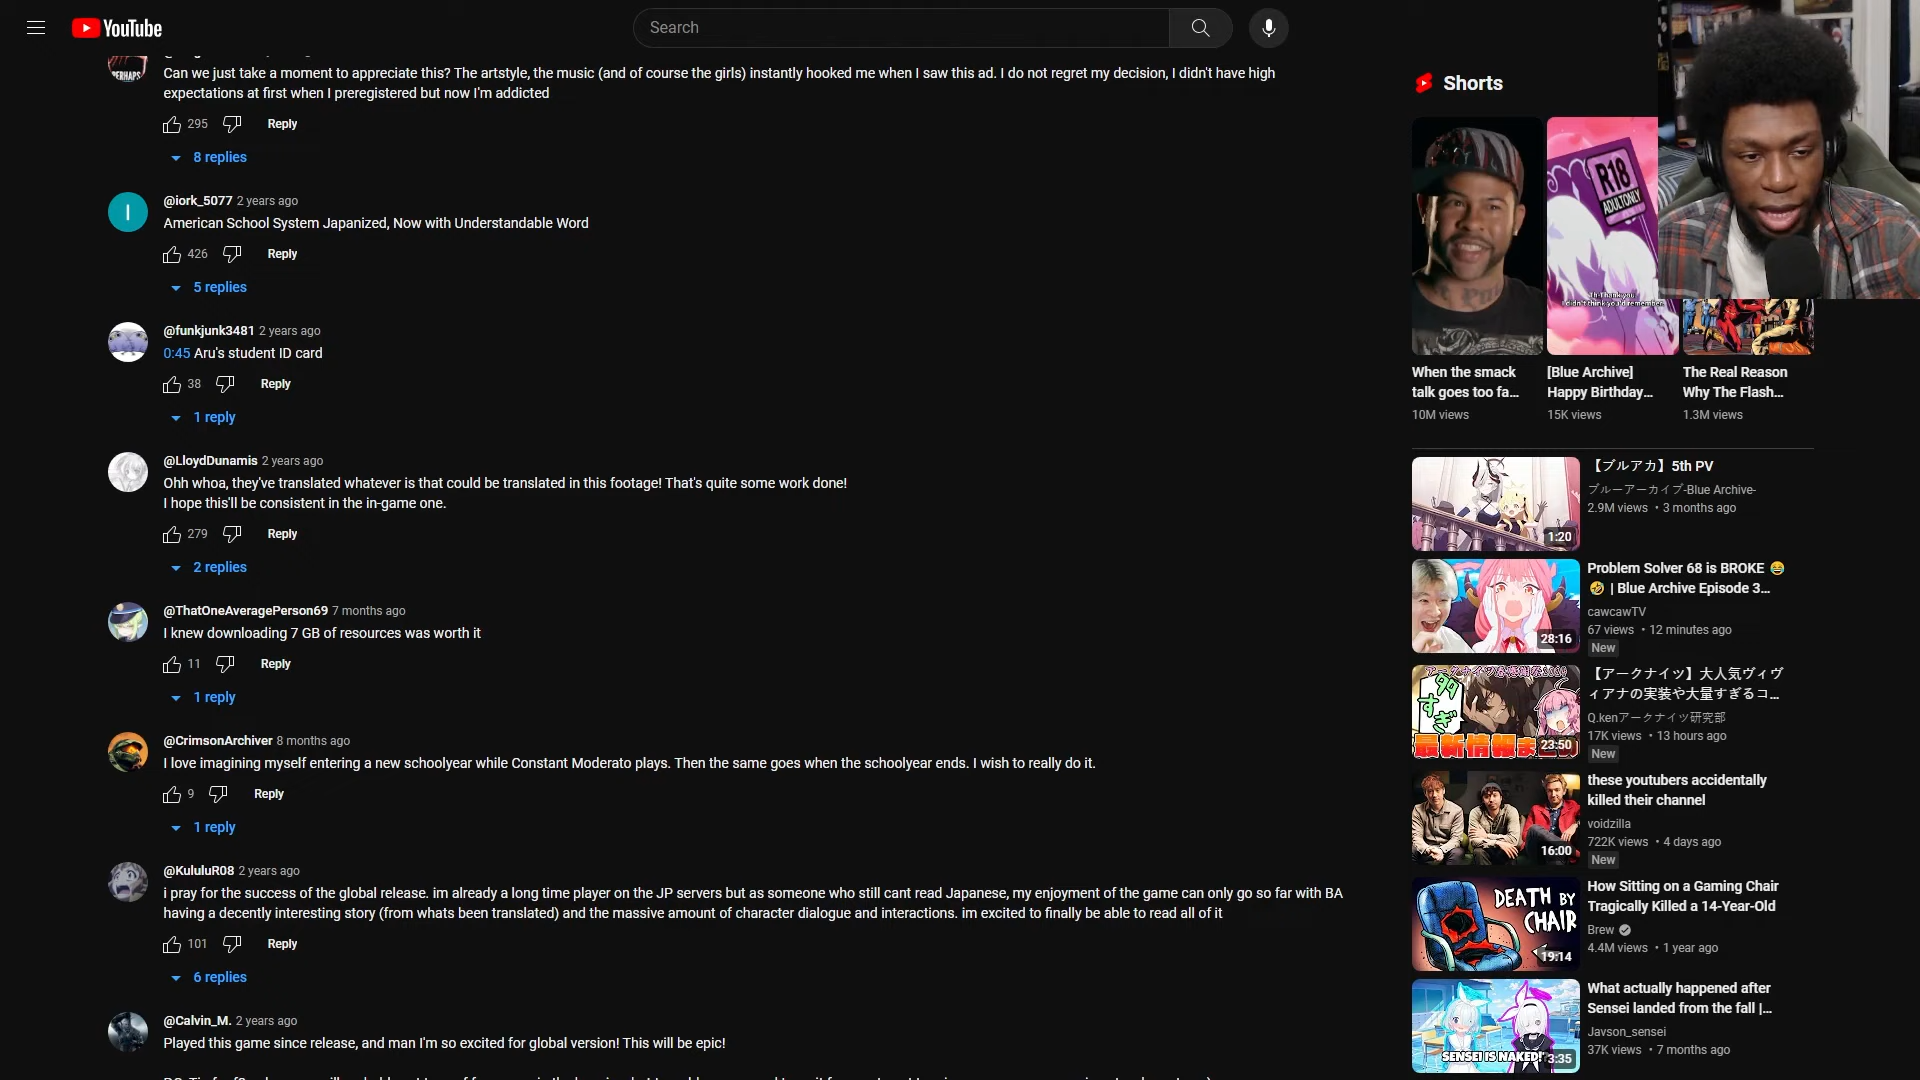 YouTube
Search
PERHAPS
Can we just take a moment to appreciate this? The artstyle, the music (and of course the girls) instantly hooked me when I saw this ad. I do not regret my decision, I didn't have high
expectations at first when I preregistered but now I'm addicted
295 Reply
8 replies
I
@iork_5077 2 years ago
American School System Japanized, Now with Understandable Word
426 Reply
5 replies
@funkjunk3481 2 years ago
0:45 Aru's student ID card
38 Reply
1 reply
@LloydDunamis 2 years ago
Ohh whoa, they've translated whatever is that could be translated in this footage! That's quite some work done!
I hope this'll be consistent in the in-game one.
279 Reply
2 replies
@ThatOneAveragePerson69 7 months ago
I knew downloading 7 GB of resources was worth it
11 Reply
1 reply
@CrimsonArchiver 8 months ago
I love imagining myself entering a new schoolyear while Constant Moderato plays. Then the same goes when the schoolyear ends. I wish to really do it.
9 Reply
1 reply
@KululuR08 2 years ago
i pray for the success of the global release. im already a long time player on the JP servers but as someone who still cant read Japanese, my enjoyment of the game can only go so far with BA
having a decently interesting story (from whats been translated) and the massive amount of character dialogue and interactions. im excited to finally be able to read all of it
101 Reply
6 replies
@Calvin_M. 2 years ago
Played this game since release, and man I'm so excited for global version! This will be epic!
Shorts
R18
ADULT ONLY
Th-Thank you.
I didn't think you'd remember.
When the smack
talk goes too fa...
10M views
[Blue Archive]
Happy Birthday...
15K views
The Real Reason
Why The Flash...
1.3M views
1:20
【ブルアカ】5th PV
ブルーアーカイブ-Blue Archive-
2.9M views • 3 months ago
28:16
Problem Solver 68 is BROKE 😂
🤣 | Blue Archive Episode 3...
cawcawTV
67 views • 12 minutes ago
New
すぎ
23:50
【アークナイツ】大人気ヴィヴ
ィアナの実装や大量すぎるコ...
Q.kenアークナイツ研究部
17K views • 13 hours ago
New
16:00
these youtubers accidentally
killed their channel
voidzilla
722K views • 4 days ago
New
DEATH BY
CHAIR
19:14
How Sitting on a Gaming Chair
Tragically Killed a 14-Year-Old
Brew
4.4M views • 1 year ago
SENSEI IS NAKED!?
3:35
What actually happened after
Sensei landed from the fall |...
Javson_sensei
37K views • 7 months ago